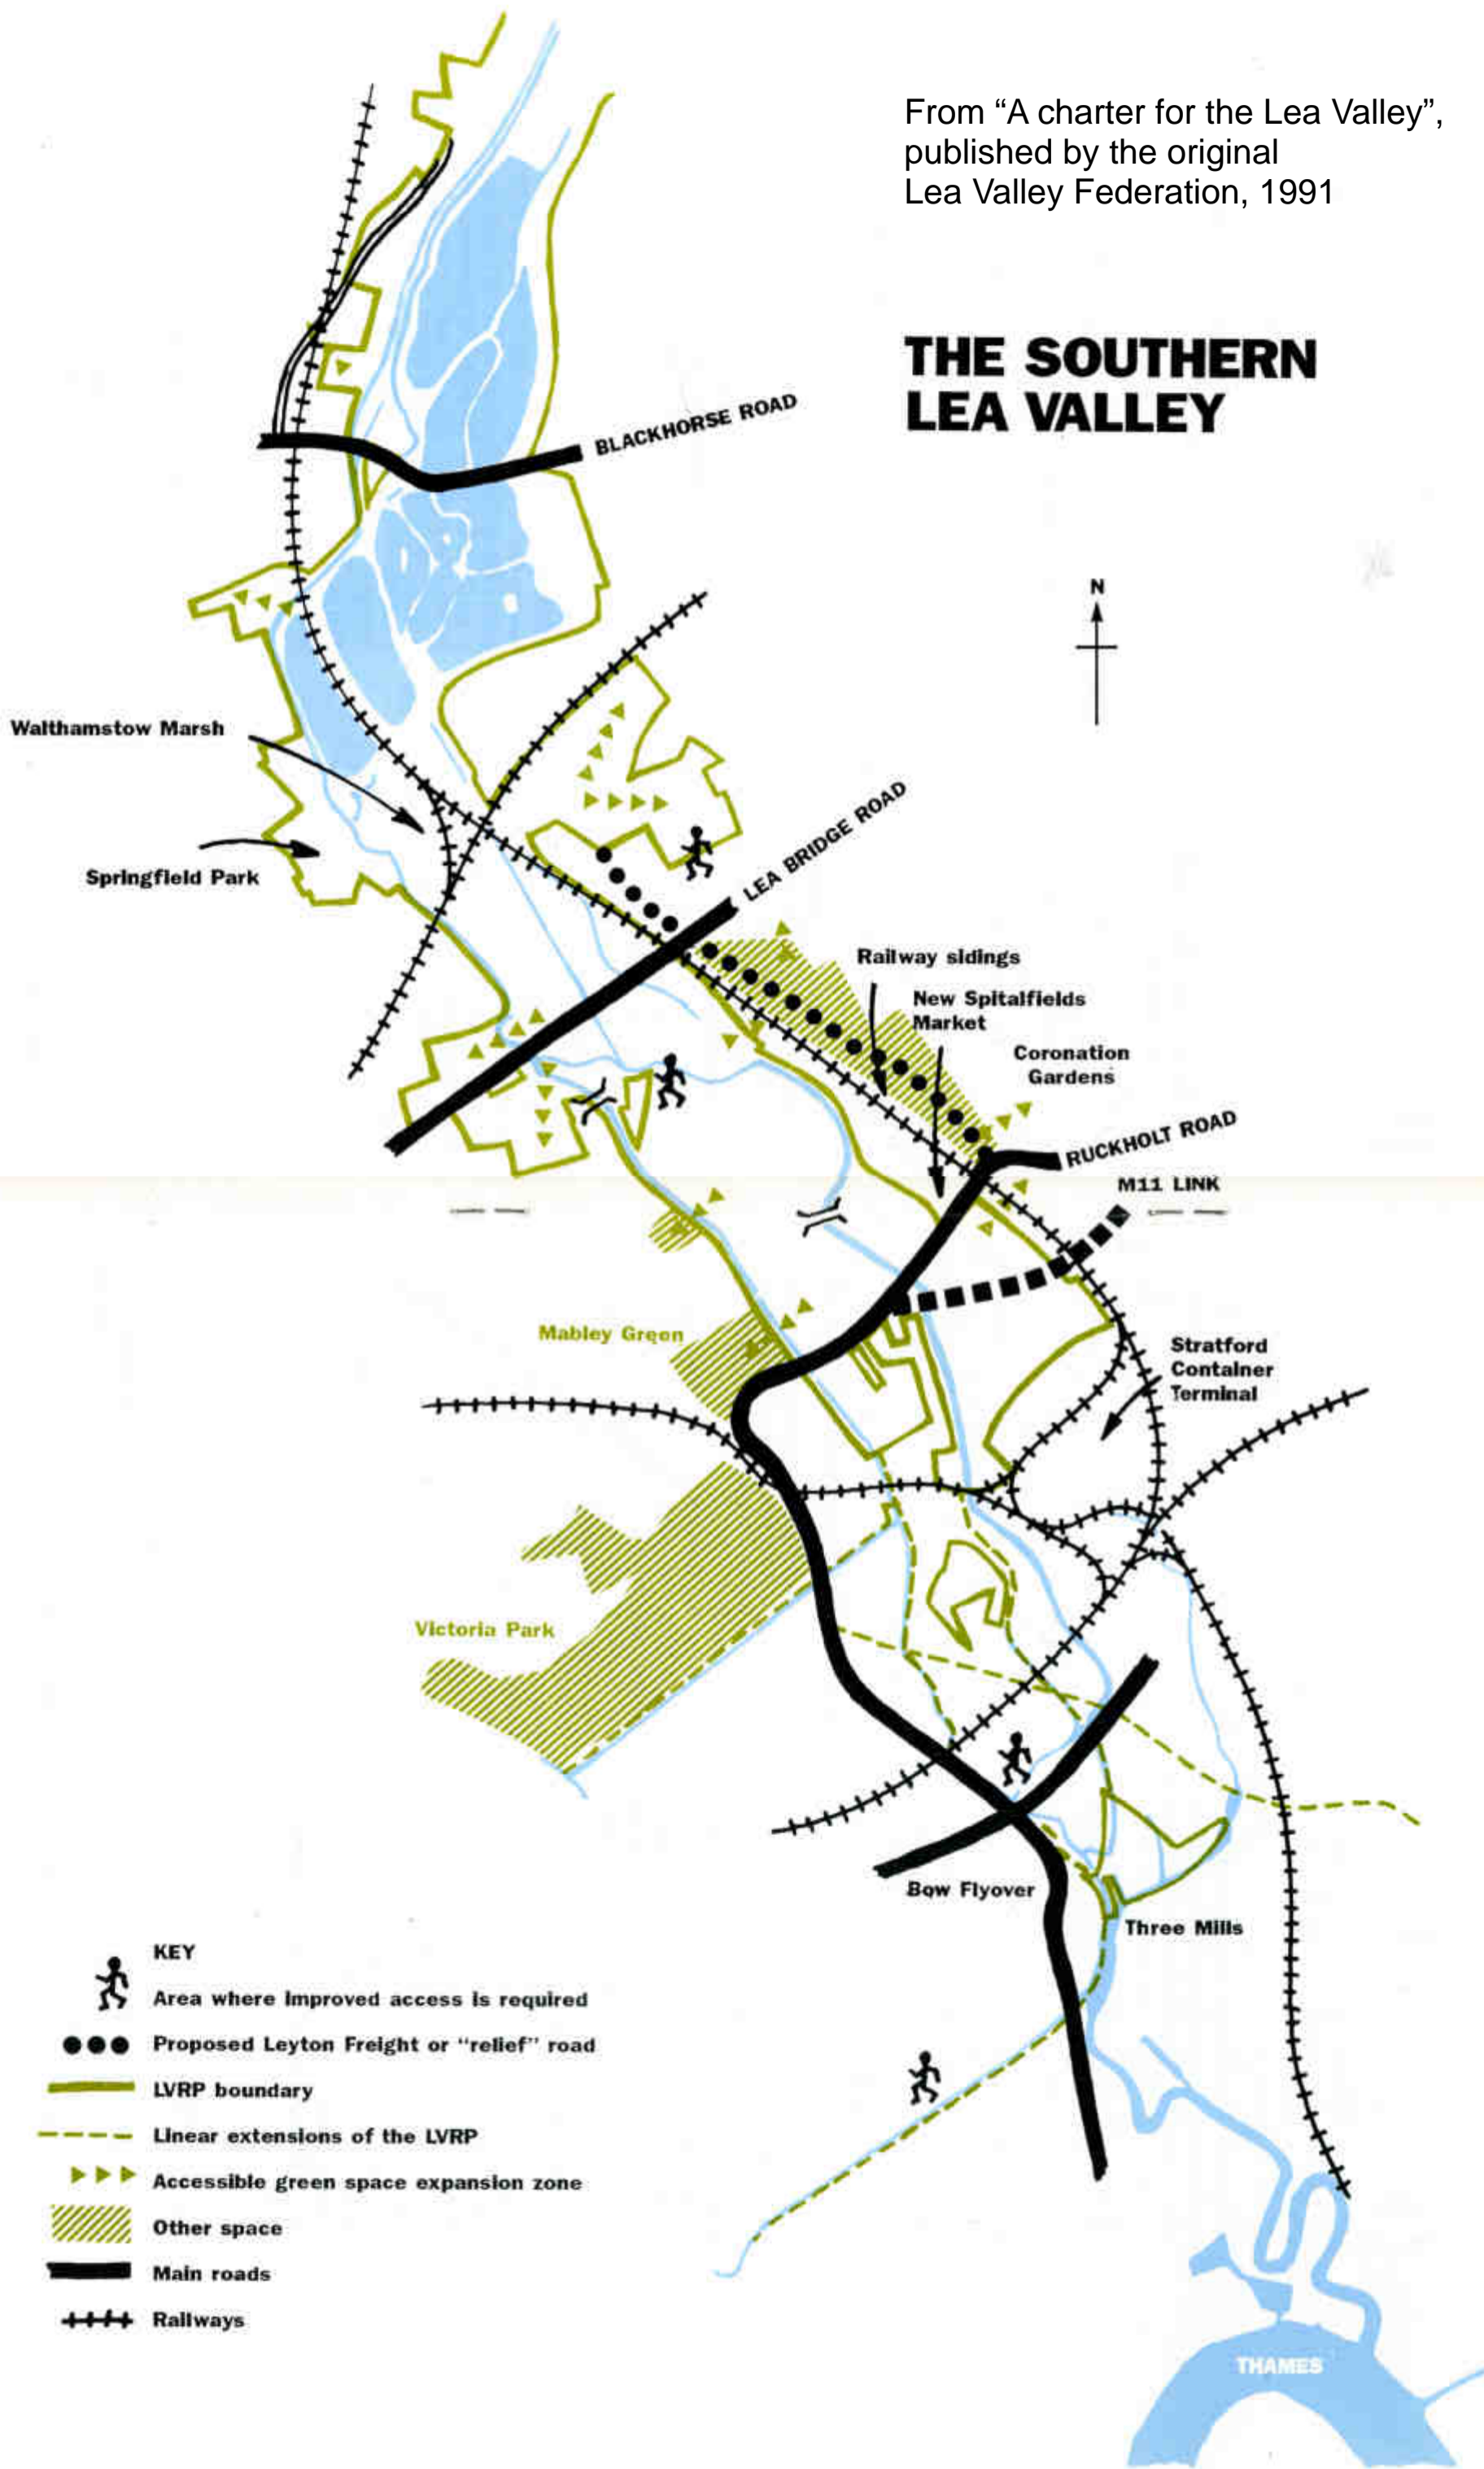 From “A charter for the Lea Valley”,
published by the original
Lea Valley Federation, 1991
THE SOUTHERN
LEA VALLEY
BLACKHORSE ROAD
N
Walthamstow Marsh
Springfield Park
LEA BRIDGE ROAD
Railway sidings
New Spitalfields
Market
Coronation
Gardens
RUCKHOLT ROAD
M11 LINK
Mabley Green
Stratford
Container
Terminal
Victoria Park
Bow Flyover
Three Mills
KEY
Area where improved access is required
Proposed Leyton Freight or “relief” road
LVRP boundary
Linear extensions of the LVRP
Accessible green space expansion zone
Other space
Main roads
Railways
THAMES